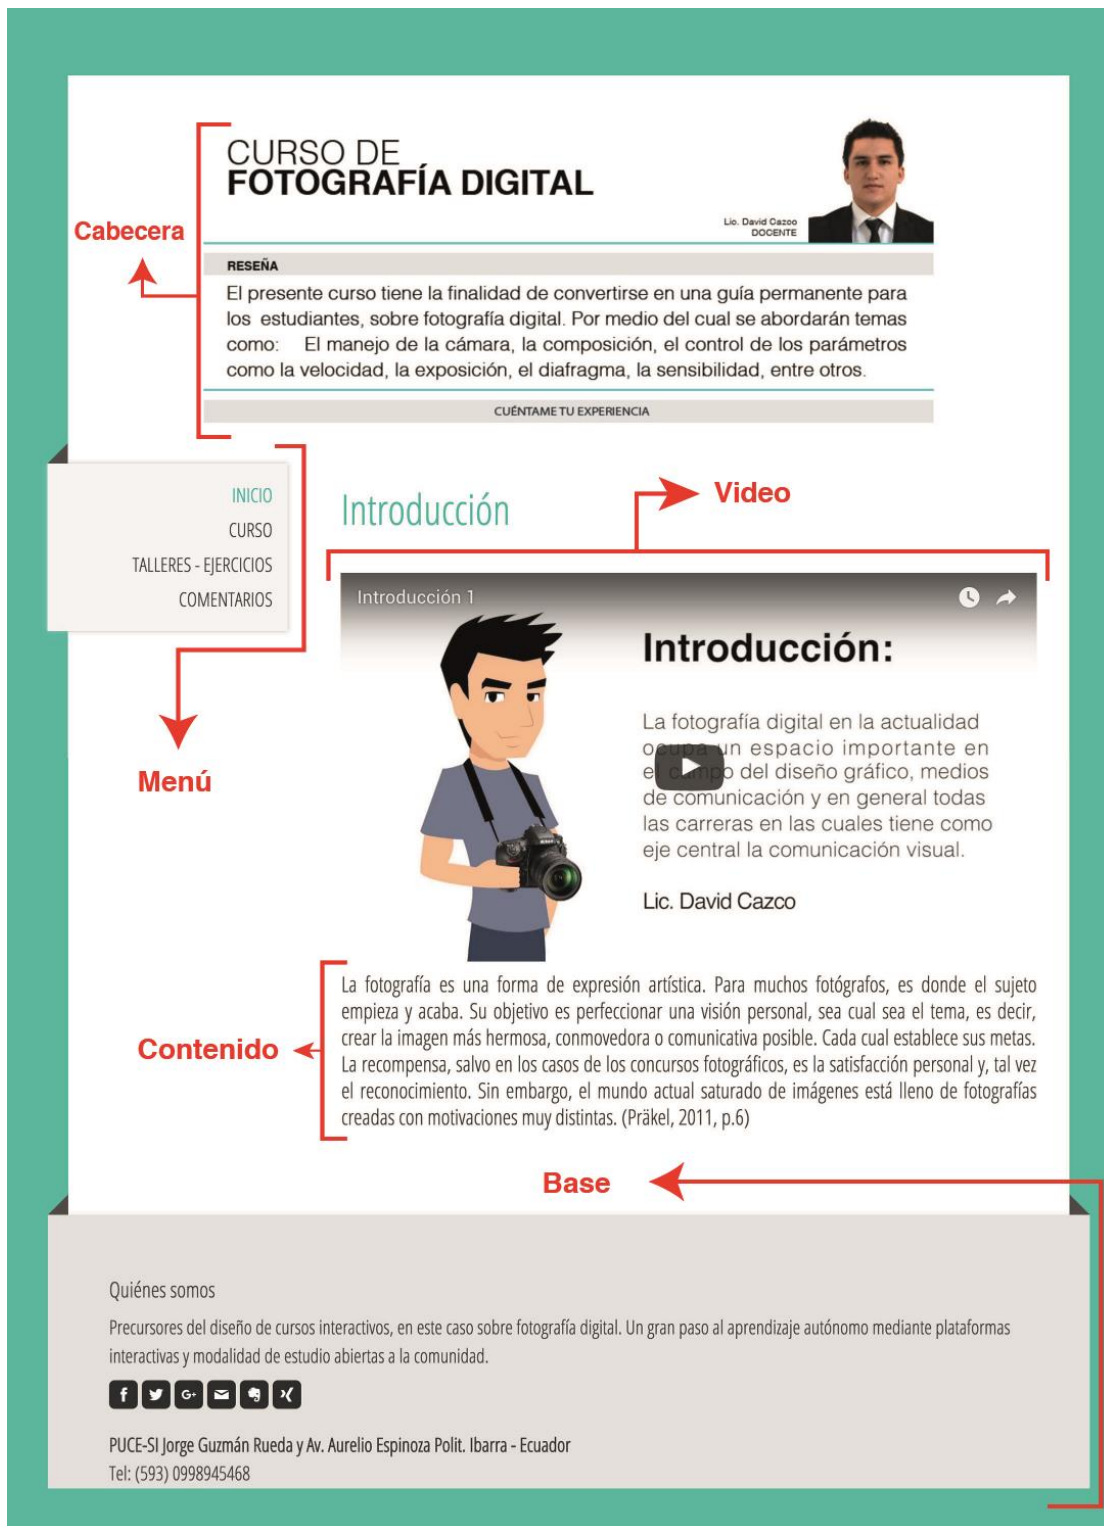 CURSO DE
FOTOGRAFÍA DIGITAL
Lic. David Cazco
DOCENTE
Cabecera
RESEÑA
El presente curso tiene la finalidad de convertirse en una guía permanente para
los estudiantes, sobre fotografía digital. Por medio del cual se abordarán temas
como: El manejo de la cámara, la composición, el control de los parámetros
como la velocidad, la exposición, el diafragma, la sensibilidad, entre otros.
CUÉNTAME TU EXPERIENCIA
INICIO
CURSO
TALLERES - EJERCICIOS
COMENTARIOS
Menú
Introducción
Video
Introducción 1
Introducción:
La fotografía digital en la actualidad
ocupa un espacio importante en
el campo del diseño gráfico, medios
de comunicación y en general todas
las carreras en las cuales tiene como
eje central la comunicación visual.
Lic. David Cazco
Contenido
La fotografía es una forma de expresión artística. Para muchos fotógrafos, es donde el sujeto
empieza y acaba. Su objetivo es perfeccionar una visión personal, sea cual sea el tema, es decir,
crear la imagen más hermosa, conmovedora o comunicativa posible. Cada cual establece sus metas.
La recompensa, salvo en los casos de los concursos fotográficos, es la satisfacción personal y, tal vez
el reconocimiento. Sin embargo, el mundo actual saturado de imágenes está lleno de fotografías
creadas con motivaciones muy distintas. (Präkel, 2011, p.6)
Base
Quiénes somos
Precursores del diseño de cursos interactivos, en este caso sobre fotografía digital. Un gran paso al aprendizaje autónomo mediante plataformas
interactivas y modalidad de estudio abiertas a la comunidad.
PUCE-SI Jorge Guzmán Rueda y Av. Aurelio Espinoza Polit. Ibarra - Ecuador
Tel: (593) 0998945468